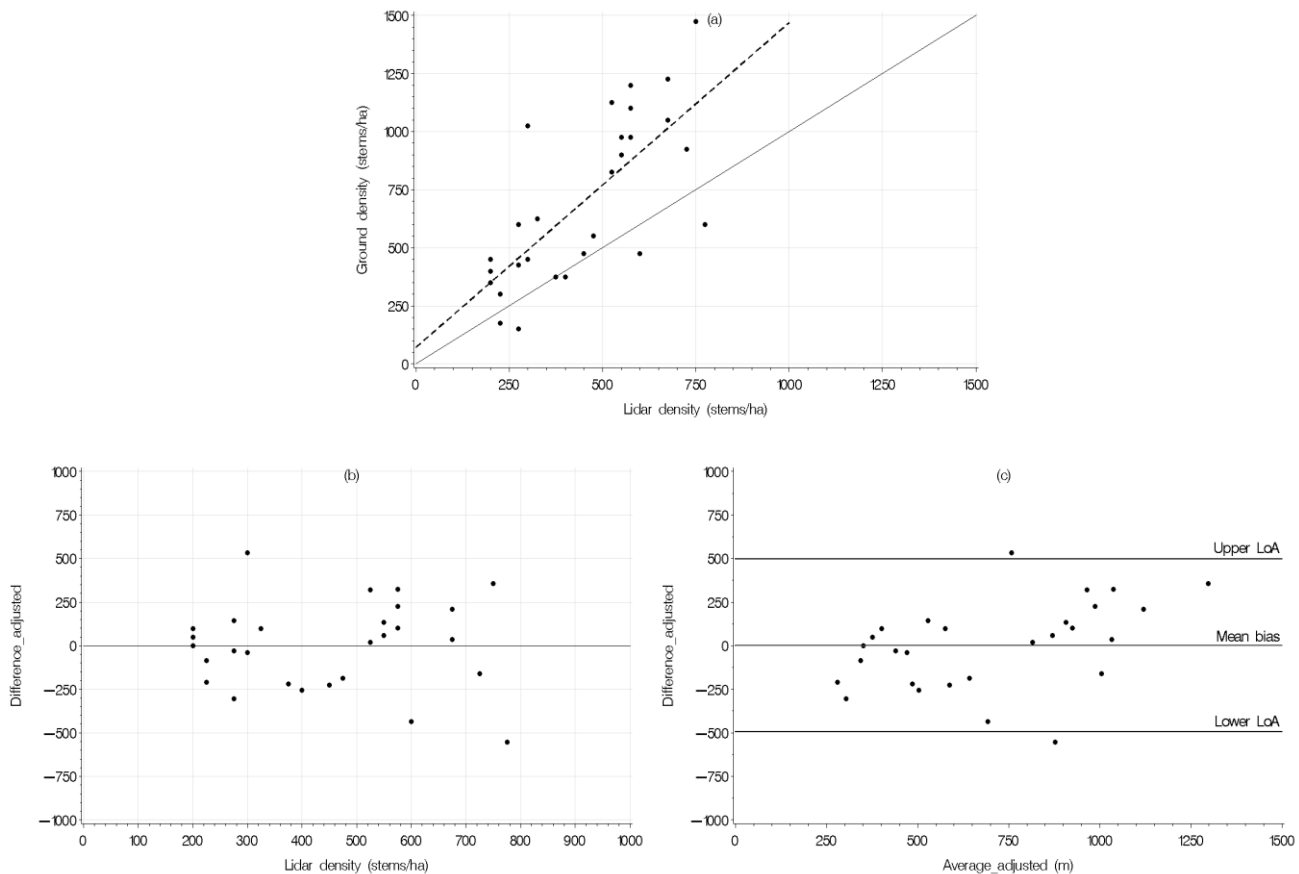 (a)
1500
1250
1000
750
500
250
0
Ground density (stems/ha)
0 250 500 750 1000 1250 1500
Lidar density (stems/ha)
(b)
1000
750
500
250
0
−250
−500
−750
−1000
Difference_adjusted
0 100 200 300 400 500 600 700 800 900 1000
Lidar density (stems/ha)
(c)
1000
750
500
250
0
−250
−500
−750
−1000
Difference_adjusted
Upper LoA
Mean bias
Lower LoA
0 250 500 750 1000 1250 1500
Average_adjusted (m)